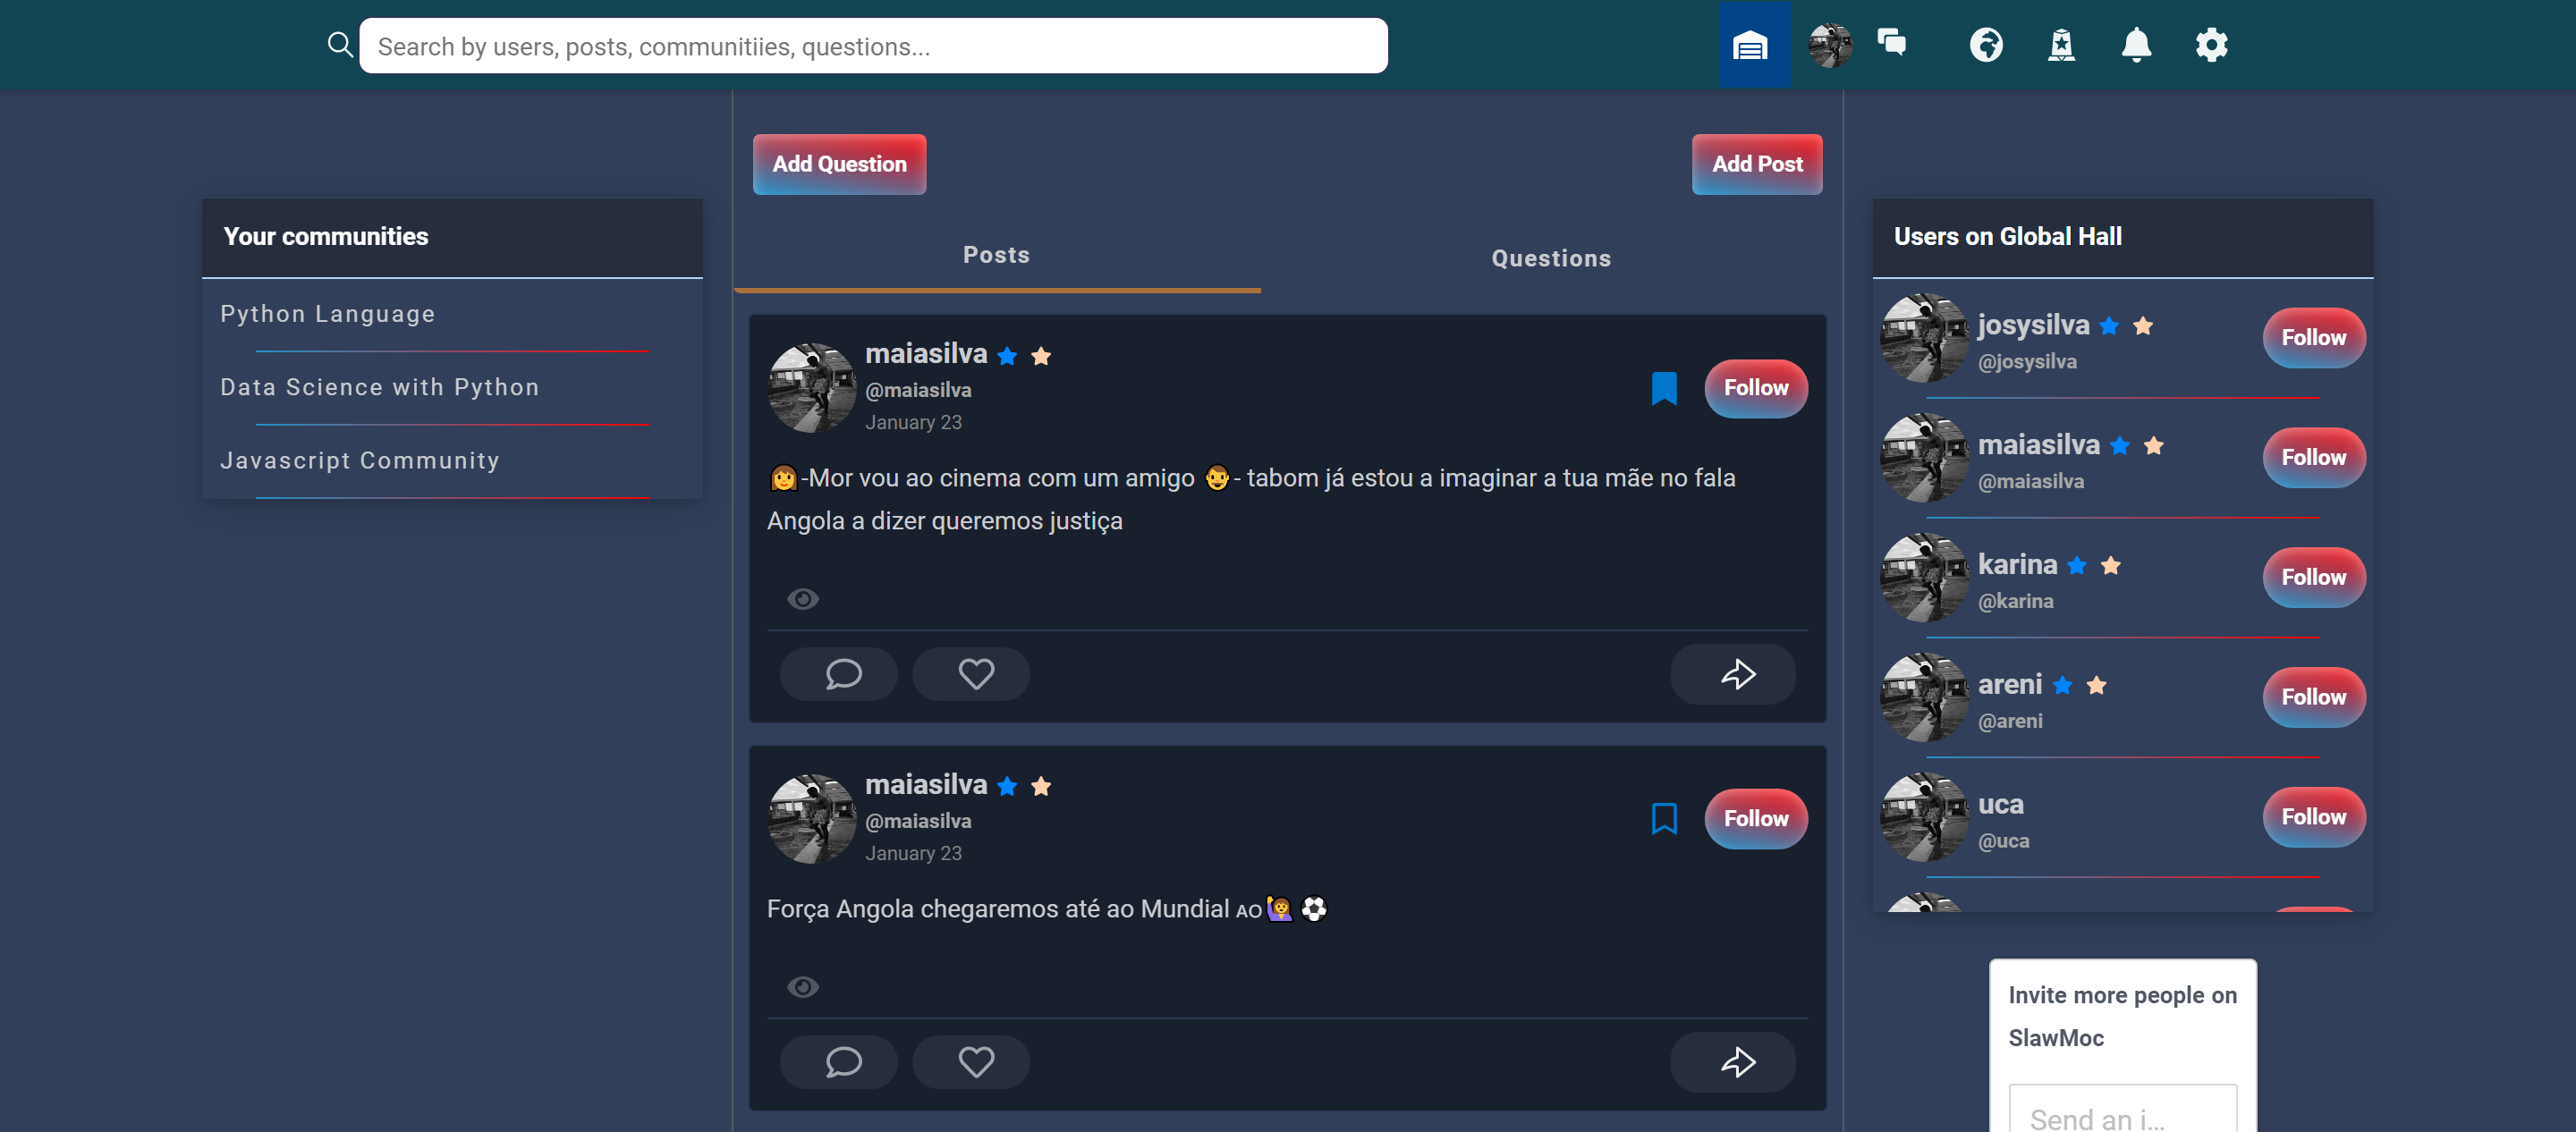 Search by users, posts, communitiies, questions...
Your communities
Python Language
Data Science with Python
Javascript Community
Add Question
Add Post
Posts
Questions
maiasilva
@maiasilva
January 23
Follow
👩-Mor vou ao cinema com um amigo 👨- tabom já estou a imaginar a tua mãe no fala
Angola a dizer queremos justiça
maiasilva
@maiasilva
January 23
Follow
Força Angola chegaremos até ao Mundial 🇦🇴🙋‍♀️⚽
Users on Global Hall
josysilva
@josysilva
Follow
maiasilva
@maiasilva
Follow
karina
@karina
Follow
areni
@areni
Follow
uca
@uca
Follow
Invite more people on
SlawMoc
Send an i...